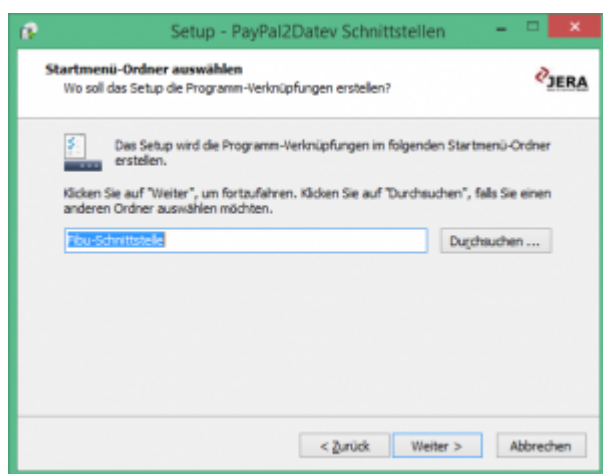 Setup - PayPal2Datev Schnittstellen
Startmenü-Ordner auswählen
Wo soll das Setup die Programm-Verknüpfungen erstellen?
JERA
Das Setup wird die Programm-Verknüpfungen im folgenden Startmenü-Ordner
erstellen.
Klicken Sie auf "Weiter", um fortzufahren. Klicken Sie auf "Durchsuchen", falls Sie einen
anderen Ordner auswählen möchten.
Fibu-Schnittstelle
Durchsuchen ...
< Zurück
Weiter >
Abbrechen